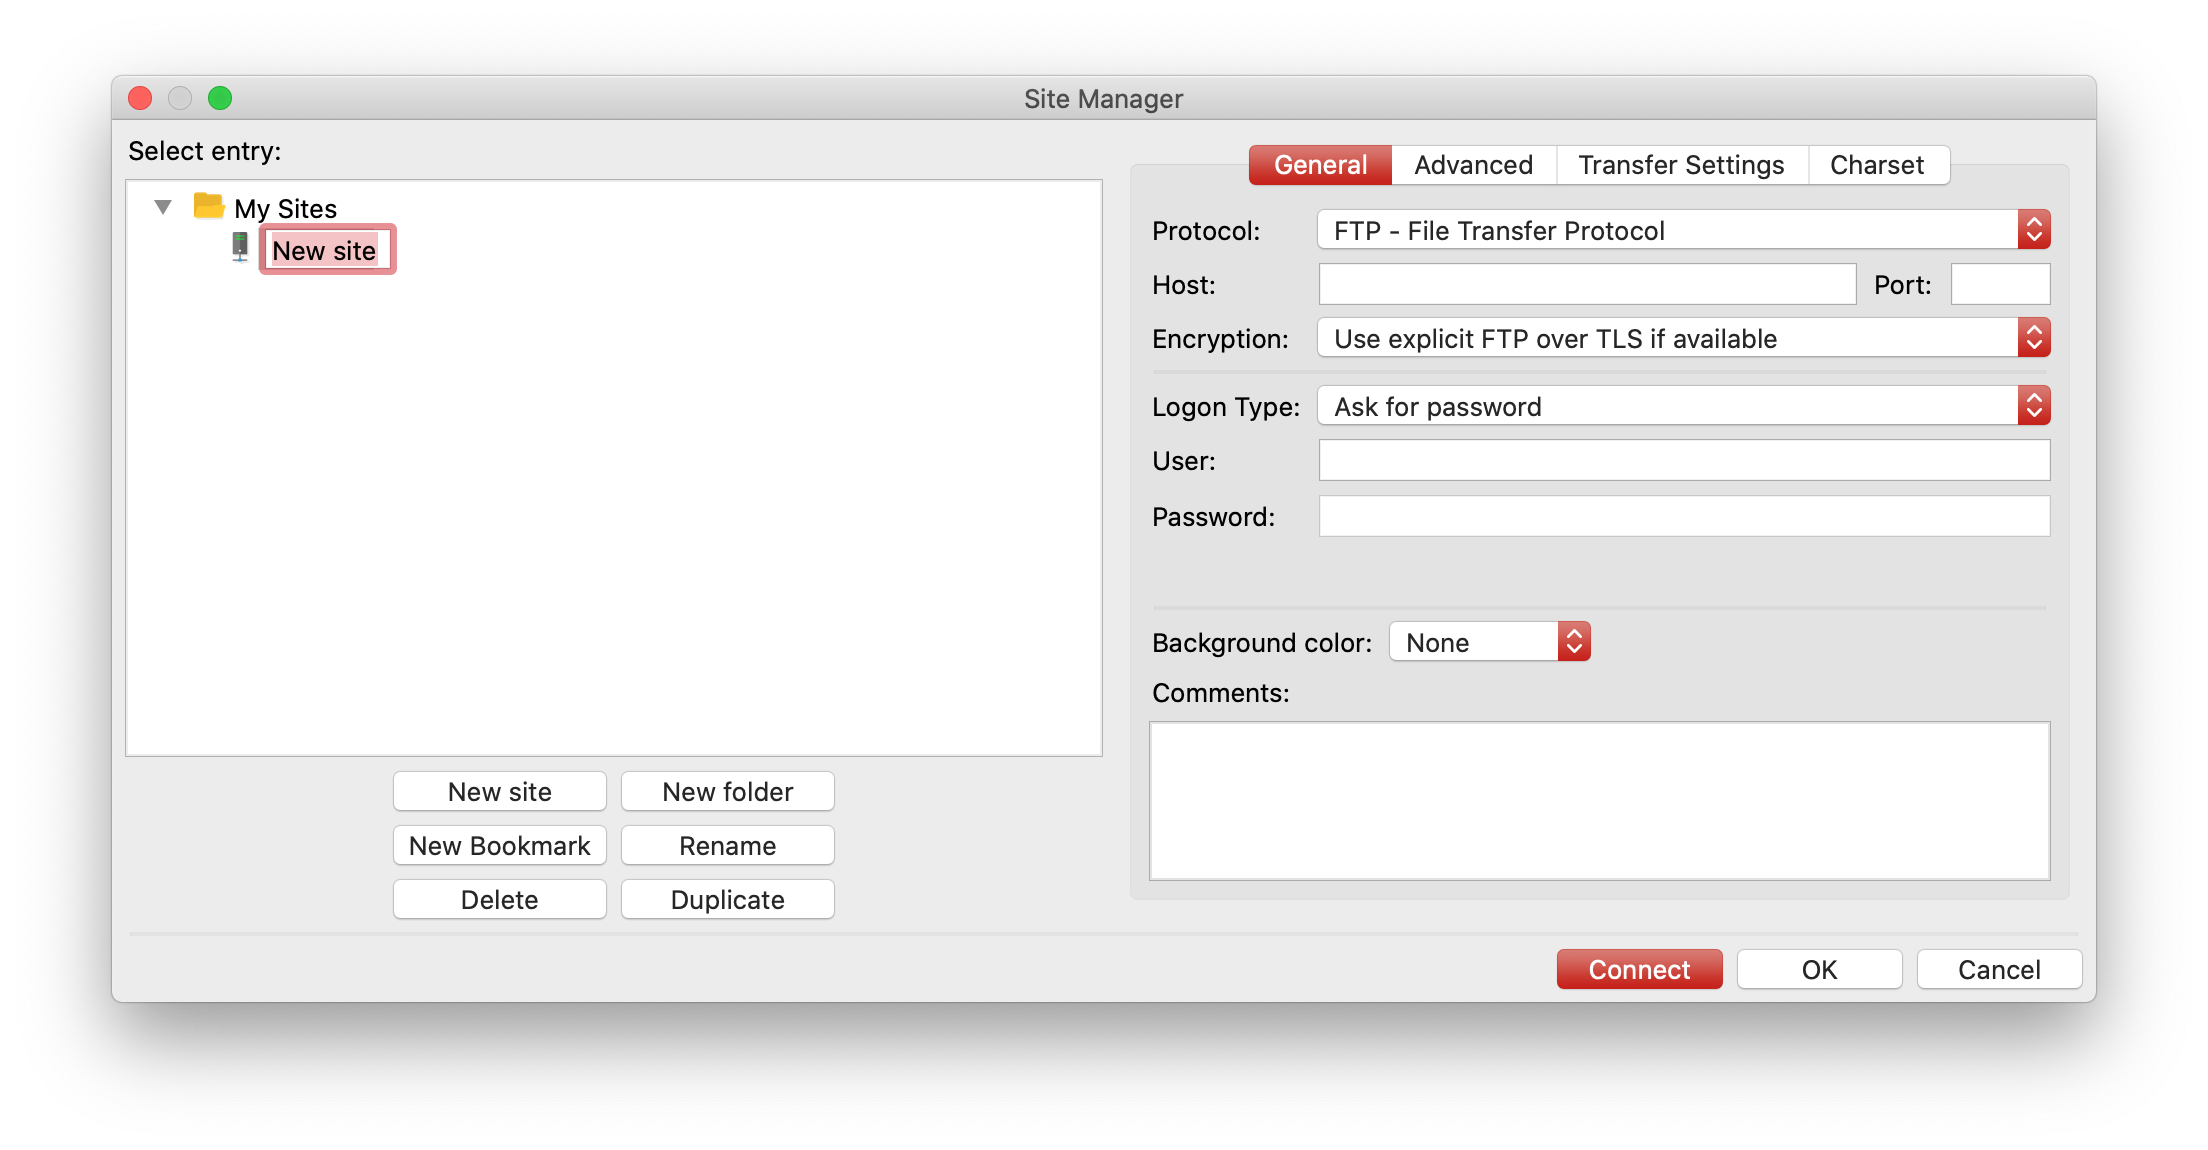 Site Manager
Select entry:
My Sites
New site
New site
New folder
New Bookmark
Rename
Delete
Duplicate
General
Advanced
Transfer Settings
Charset
Protocol:
FTP - File Transfer Protocol
Host:
Port:
Encryption:
Use explicit FTP over TLS if available
Logon Type:
Ask for password
User:
Password:
Background color:
None
Comments:
Connect
OK
Cancel